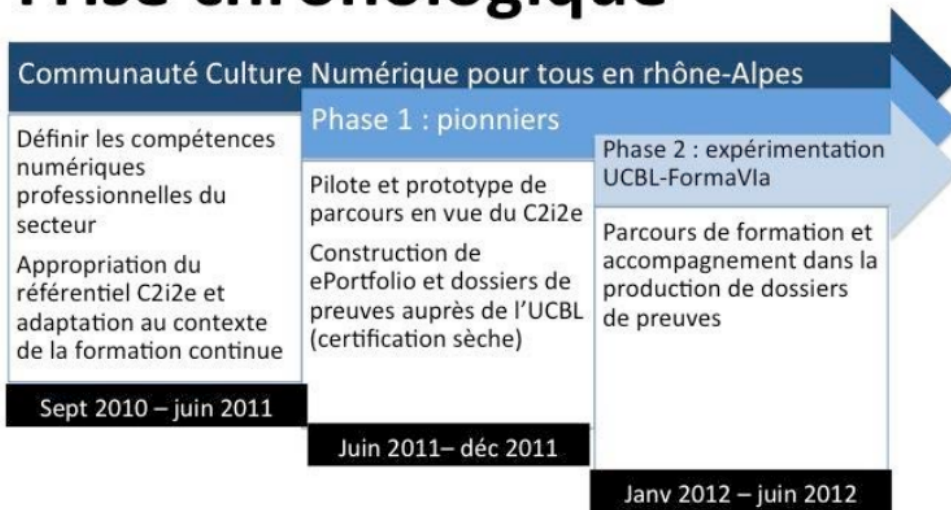 Frise chronologique
Communauté Culture Numérique pour tous en rhône-Alpes
Définir les compétences
numériques
professionnelles du
secteur
Appropriation du
référentiel C2i2e et
adaptation au contexte
de la formation continue
Sept 2010 – juin 2011
Phase 1 : pionniers
Pilote et prototype de
parcours en vue du C2i2e
Construction de
ePortfolio et dossiers de
preuves auprès de l'UCBL
(certification sèche)
Juin 2011– déc 2011
Phase 2 : expérimentation
UCBL-FormaVIa
Parcours de formation et
accompagnement dans la
production de dossiers
de preuves
Janv 2012 – juin 2012